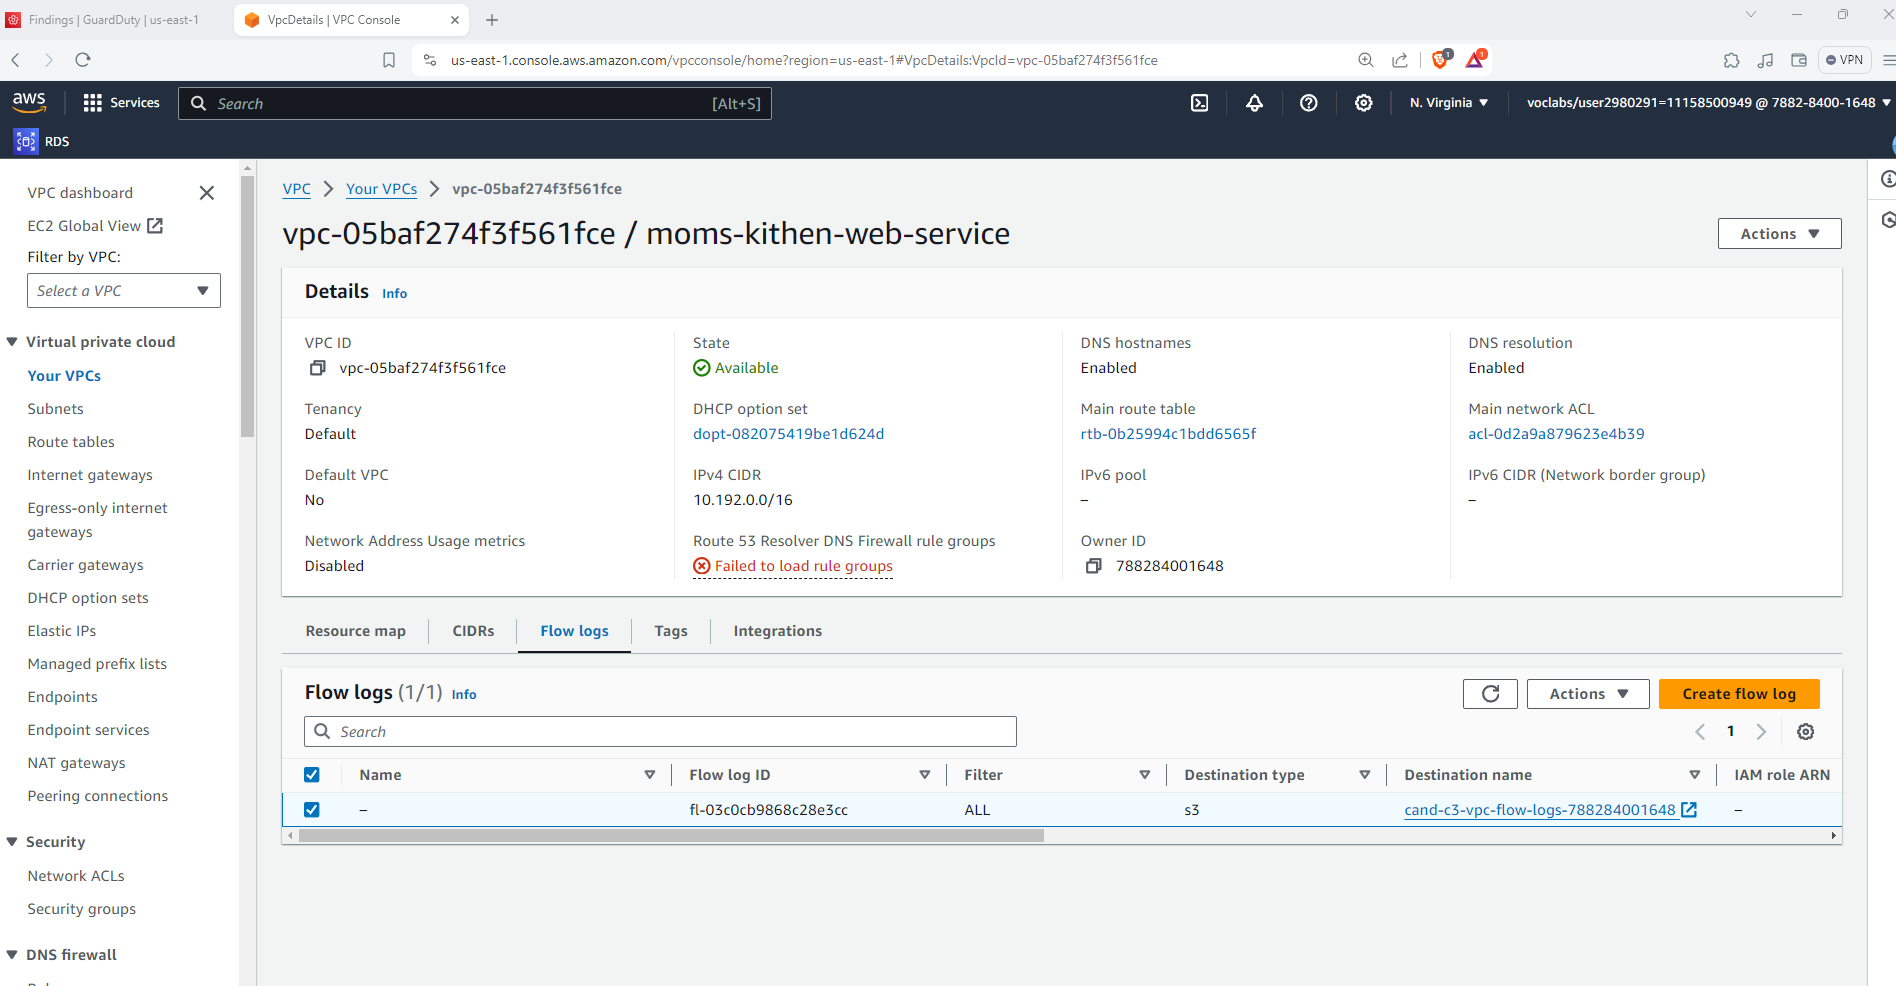 Findings | GuardDuty | us-east-1
VpcDetails | VPC Console
us-east-1.console.aws.amazon.com/vpcconsole/home?region=us-east-1#VpcDetails:VpcId=vpc-05baf274f3f561fce
1
1
VPN
aws
Services
Search
[Alt+S]
N. Virginia
voclabs/user2980291=11158500949 @ 7882-8400-1648
RDS
VPC dashboard
EC2 Global View
Filter by VPC:
Select a VPC
Virtual private cloud
Your VPCs
Subnets
Route tables
Internet gateways
Egress-only internet
gateways
Carrier gateways
DHCP option sets
Elastic IPs
Managed prefix lists
Endpoints
Endpoint services
NAT gateways
Peering connections
Security
Network ACLs
Security groups
DNS firewall
VPC
Your VPCs
vpc-05baf274f3f561fce
vpc-05baf274f3f561fce / moms-kithen-web-service
Actions
Details Info
VPC ID
vpc-05baf274f3f561fce
State
Available
DNS hostnames
Enabled
DNS resolution
Enabled
Tenancy
Default
DHCP option set
dopt-082075419be1d624d
Main route table
rtb-0b25994c1bdd6565f
Main network ACL
acl-0d2a9a879623e4b39
Default VPC
No
IPv4 CIDR
10.192.0.0/16
IPv6 pool
–
IPv6 CIDR (Network border group)
–
Network Address Usage metrics
Disabled
Route 53 Resolver DNS Firewall rule groups
Failed to load rule groups
Owner ID
788284001648
Resource map
CIDRs
Flow logs
Tags
Integrations
Flow logs (1/1) Info
Actions
Create flow log
Search
1
Name
Flow log ID
Filter
Destination type
Destination name
IAM role ARN
–
fl-03c0cb9868c28e3cc
ALL
s3
cand-c3-vpc-flow-logs-788284001648
–